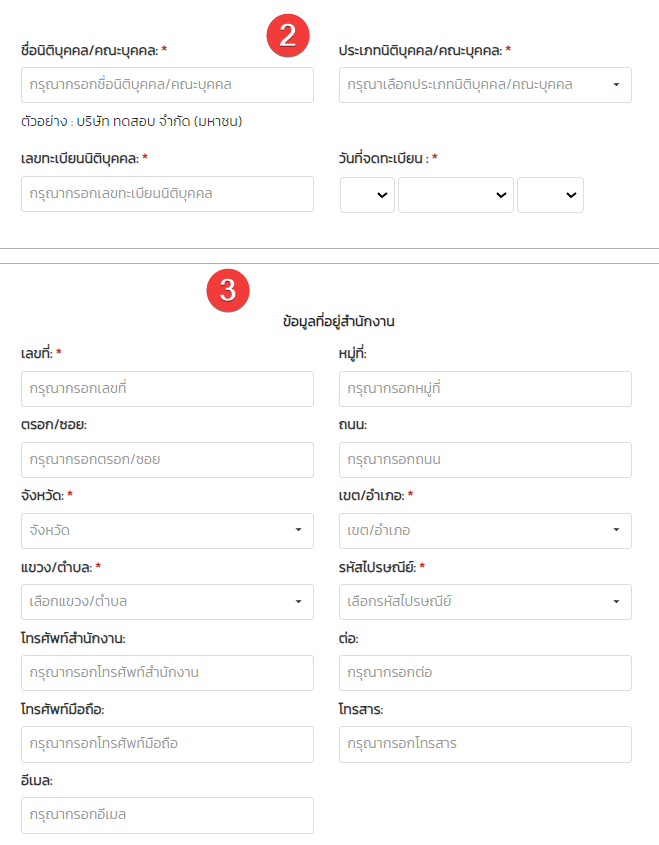 2
ชื่อนิติบุคคล/คณะบุคคล: * ประเภทนิติบุคคล/คณะบุคคล: *
กรุณากรอกชื่อนิติบุคคล/คณะบุคคล กรุณาเลือกประเภทนิติบุคคล/คณะบุคคล
ตัวอย่าง : บริษัท ทดสอบ จำกัด (มหาชน)
เลขทะเบียนนิติบุคคล: * วันที่จดทะเบียน : *
กรุณากรอกเลขทะเบียนนิติบุคคล
3
ข้อมูลที่อยู่สำนักงาน
เลขที่: * หมู่ที่:
กรุณากรอกเลขที่ กรุณากรอกหมู่ที่
ตรอก/ซอย: ถนน:
กรุณากรอกตรอก/ซอย กรุณากรอกถนน
จังหวัด: * เขต/อำเภอ: *
จังหวัด เขต/อำเภอ
แขวง/ตำบล: * รหัสไปรษณีย์: *
เลือกแขวง/ตำบล เลือกรหัสไปรษณีย์
โทรศัพท์สำนักงาน: ต่อ:
กรุณากรอกโทรศัพท์สำนักงาน กรุณากรอกต่อ
โทรศัพท์มือถือ: โทรสาร:
กรุณากรอกโทรศัพท์มือถือ กรุณากรอกโทรสาร
อีเมล:
กรุณากรอกอีเมล